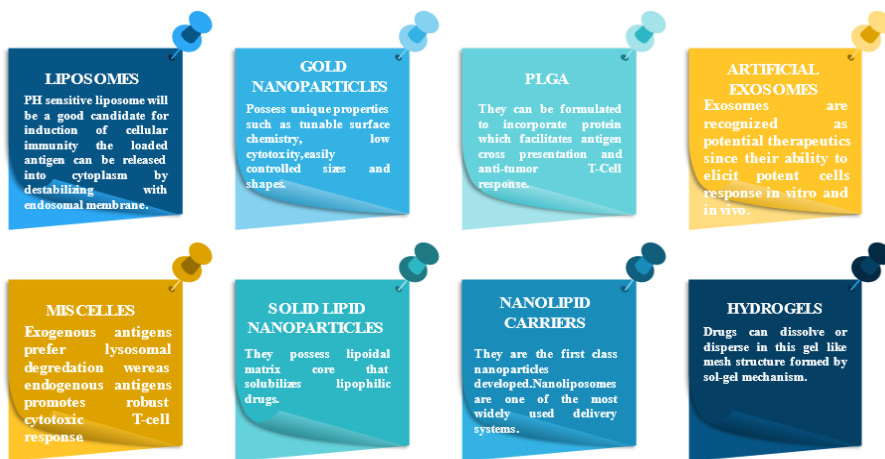 LIPOSOMES
PH sensitive liposome will
be a good candidate for
induction of cellular
immunity the loaded
antigen can be released
into cytoplasm by
destabilizing with
endosomal membrane.
GOLD
NANOPARTICLES
Possess unique properties
such as tunable surface
chemistry, low
cytotoxity,easily
controlled sizes and
shapes.
PLGA
They can be formulated
to incorporate protein
which facilitates antigen
cross presentation and
anti-tumor T-Cell
response.
ARTIFICIAL
EXOSOMES
Exosomes are
recognized as
potential therapeutics
since their ability to
elicit potent cells
response in vitro and
in vivo.
MISCELLES
Exogenous antigens
prefer lysosomal
degredation wereas
endogenous antigens
promotes robust
cytotoxic T-cell
response
SOLID LIPID
NANOPARTICLES
They possess lipoidal
matrix core that
solubilizes lipophilic
drugs.
NANOLIPID
CARRIERS
They are the first class
nanoparticles
developed.Nanoliposomes
are one of the most
widely used delivery
systems.
HYDROGELS
Drugs can dissolve or
disperse in this gel like
mesh structure formed by
sol-gel mechanism.